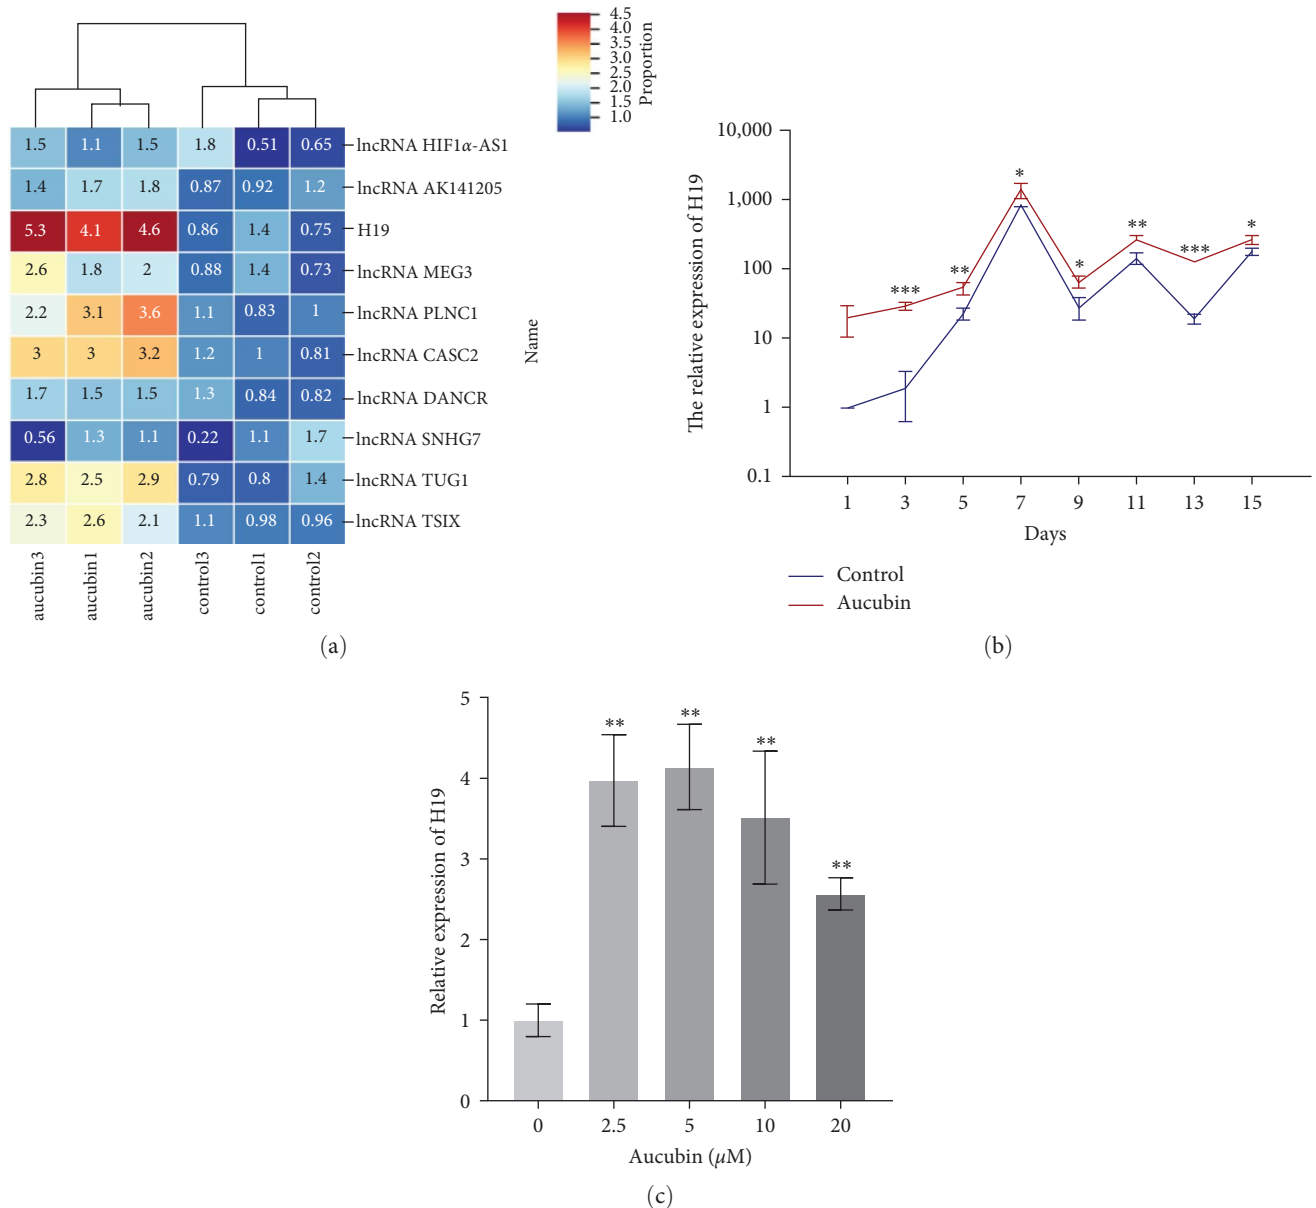 4.5
4.0
3.5
3.0
2.5
2.0
1.5
1.0
Proportion
1.5 1.1 1.5 1.8 0.51 0.65 lncRNA HIF1α-AS1
1.4 1.7 1.8 0.87 0.92 1.2 lncRNA AK141205
5.3 4.1 4.6 0.86 1.4 0.75 H19
2.6 1.8 2 0.88 1.4 0.73 lncRNA MEG3
2.2 3.1 3.6 1.1 0.83 1 lncRNA PLNC1
3 3 3.2 1.2 1 0.81 lncRNA CASC2
1.7 1.5 1.5 1.3 0.84 0.82 lncRNA DANCR
0.56 1.3 1.1 0.22 1.1 1.7 lncRNA SNHG7
2.8 2.5 2.9 0.79 0.8 1.4 lncRNA TUG1
2.3 2.6 2.1 1.1 0.98 0.96 lncRNA TSIX
Name
aucubin3 aucubin1 aucubin2 control3 control1 control2
(a)
The relative expression of H19
10,000
1,000
100
10
1
0.1
*** ** * * ** *** *
1 3 5 7 9 11 13 15
Days
Control
Aucubin
(b)
Relative expression of H19
5
4
3
2
1
0
** ** ** **
0 2.5 5 10 20
Aucubin (μM)
(c)